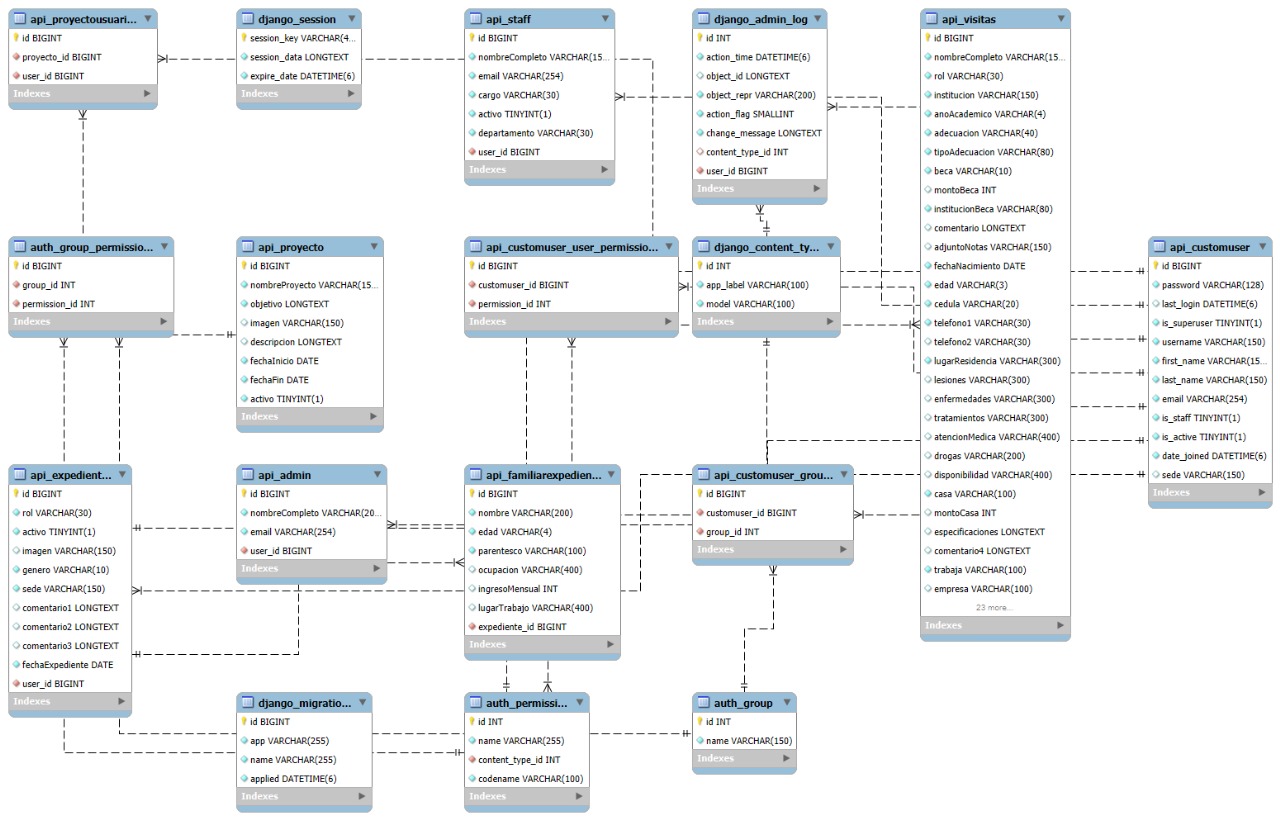 api_proyectousuari...
id BIGINT
proyecto_id BIGINT
user_id BIGINT
Indexes
django_session
session_key VARCHAR(4...
session_data LONGTEXT
expire_date DATETIME(6)
Indexes
api_staff
id BIGINT
nombreCompleto VARCHAR(15...
email VARCHAR(254)
cargo VARCHAR(30)
activo TINYINT(1)
departamento VARCHAR(30)
user_id BIGINT
Indexes
django_admin_log
id INT
action_time DATETIME(6)
object_id LONGTEXT
object_repr VARCHAR(200)
action_flag SMALLINT
change_message LONGTEXT
content_type_id INT
user_id BIGINT
Indexes
api_visitas
id BIGINT
nombreCompleto VARCHAR(15...
rol VARCHAR(30)
institucion VARCHAR(150)
anoAcademico VARCHAR(4)
adecuacion VARCHAR(40)
tipoAdecuacion VARCHAR(80)
beca VARCHAR(10)
montoBeca INT
institucionBeca VARCHAR(80)
comentario LONGTEXT
adjuntoNotas VARCHAR(150)
fechaNacimiento DATE
edad VARCHAR(3)
cedula VARCHAR(20)
telefono1 VARCHAR(30)
telefono2 VARCHAR(30)
lugarResidencia VARCHAR(300)
lesiones VARCHAR(300)
enfermedades VARCHAR(300)
tratamientos VARCHAR(300)
atencionMedica VARCHAR(400)
drogas VARCHAR(200)
disponibilidad VARCHAR(400)
casa VARCHAR(100)
montoCasa INT
especificaciones LONGTEXT
comentario4 LONGTEXT
trabaja VARCHAR(100)
empresa VARCHAR(100)
23 more...
Indexes
auth_group_permissio...
id BIGINT
group_id INT
permission_id INT
Indexes
api_proyecto
id BIGINT
nombreProyecto VARCHAR(15...
objetivo LONGTEXT
imagen VARCHAR(150)
descripcion LONGTEXT
fechaInicio DATE
fechaFin DATE
activo TINYINT(1)
Indexes
api_customuser_user_permissio...
id BIGINT
customuser_id BIGINT
permission_id INT
Indexes
django_content_ty...
id INT
app_label VARCHAR(100)
model VARCHAR(100)
Indexes
api_customuser
id BIGINT
password VARCHAR(128)
last_login DATETIME(6)
is_superuser TINYINT(1)
username VARCHAR(150)
first_name VARCHAR(15...
last_name VARCHAR(150)
email VARCHAR(254)
is_staff TINYINT(1)
is_active TINYINT(1)
date_joined DATETIME(6)
sede VARCHAR(150)
Indexes
api_expedient...
id BIGINT
rol VARCHAR(30)
activo TINYINT(1)
imagen VARCHAR(150)
genero VARCHAR(10)
sede VARCHAR(150)
comentario1 LONGTEXT
comentario2 LONGTEXT
comentario3 LONGTEXT
fechaExpediente DATE
user_id BIGINT
Indexes
api_admin
id BIGINT
nombreCompleto VARCHAR(20...
email VARCHAR(254)
user_id BIGINT
Indexes
api_familiarexpedien...
id BIGINT
nombre VARCHAR(200)
edad VARCHAR(4)
parentesco VARCHAR(100)
ocupacion VARCHAR(400)
ingresoMensual INT
lugarTrabajo VARCHAR(400)
expediente_id BIGINT
Indexes
api_customuser_grou...
id BIGINT
customuser_id BIGINT
group_id INT
Indexes
django_migratio...
id BIGINT
app VARCHAR(255)
name VARCHAR(255)
applied DATETIME(6)
Indexes
auth_permissi...
id INT
name VARCHAR(255)
content_type_id INT
codename VARCHAR(100)
Indexes
auth_group
id INT
name VARCHAR(150)
Indexes